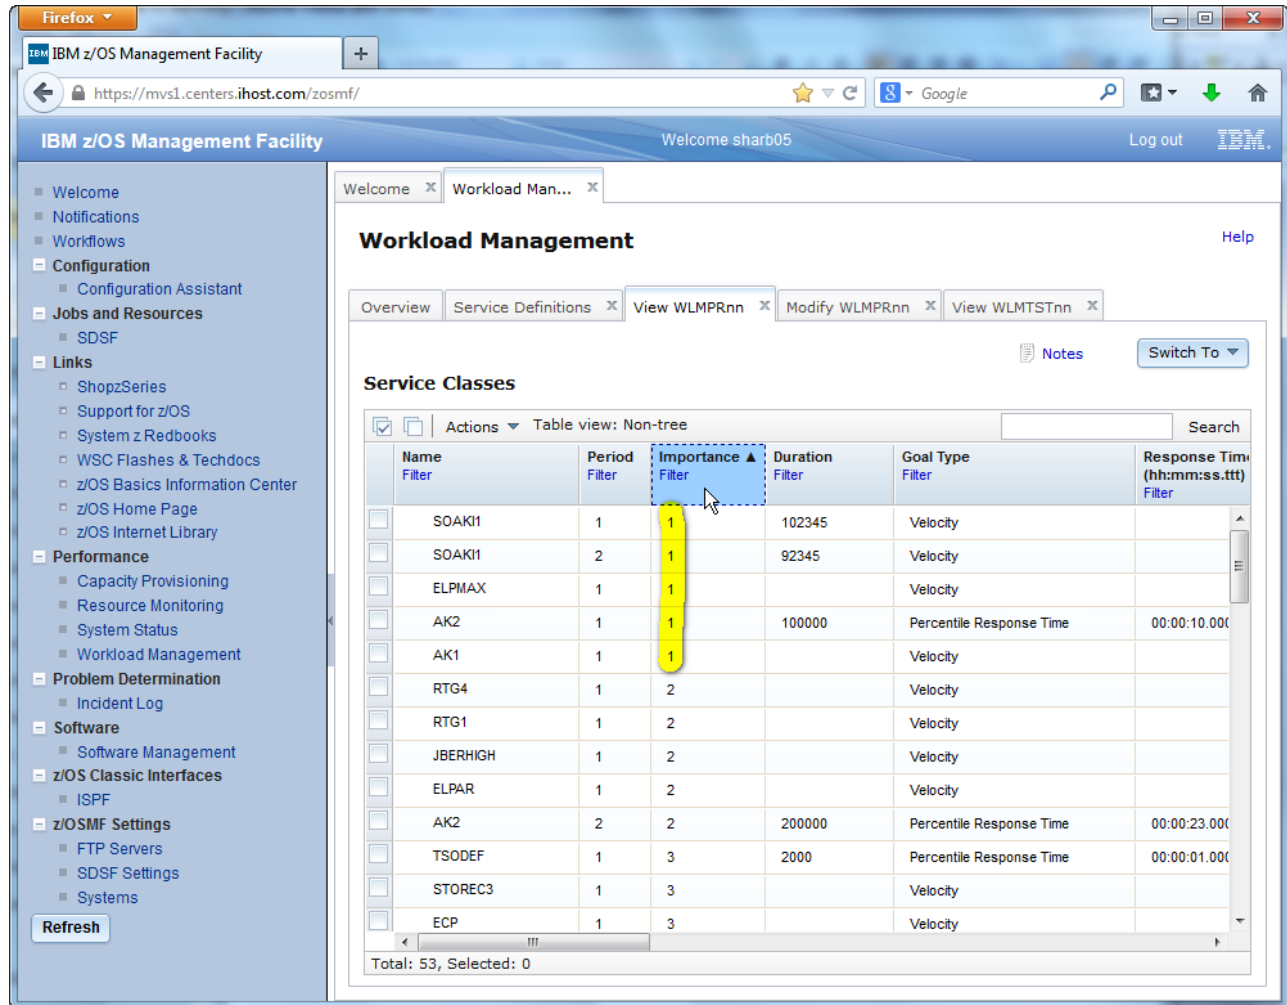 Firefox
IBM IBM z/OS Management Facility
https://mvs1.centers.ihost.com/zosmf/
8 Google
IBM z/OS Management Facility Welcome sharb05 Log out IBM.
Welcome
Notifications
Workflows
Configuration
Configuration Assistant
Jobs and Resources
SDSF
Links
ShopzSeries
Support for z/OS
System z Redbooks
WSC Flashes & Techdocs
z/OS Basics Information Center
z/OS Home Page
z/OS Internet Library
Performance
Capacity Provisioning
Resource Monitoring
System Status
Workload Management
Problem Determination
Incident Log
Software
Software Management
z/OS Classic Interfaces
ISPF
z/OSMF Settings
FTP Servers
SDSF Settings
Systems
Refresh
Welcome Workload Man...
Workload Management Help
Overview Service Definitions View WLMPRnn Modify WLMPRnn View WLMTSTnn
Notes Switch To
Service Classes
Actions Table view: Non-tree Search
Name Period Importance Duration Goal Type Response Tim
(hh:mm:ss.ttt)
Filter Filter Filter Filter Filter Filter
SOAKI1 1 1 102345 Velocity
SOAKI1 2 1 92345 Velocity
ELPMAX 1 1 Velocity
AK2 1 1 100000 Percentile Response Time 00:00:10.000
AK1 1 1 Velocity
RTG4 1 2 Velocity
RTG1 1 2 Velocity
JBERHIGH 1 2 Velocity
ELPAR 1 2 Velocity
AK2 2 2 200000 Percentile Response Time 00:00:23.000
TSODEF 1 3 2000 Percentile Response Time 00:00:01.000
STOREC3 1 3 Velocity
ECP 1 3 Velocity
Total: 53, Selected: 0